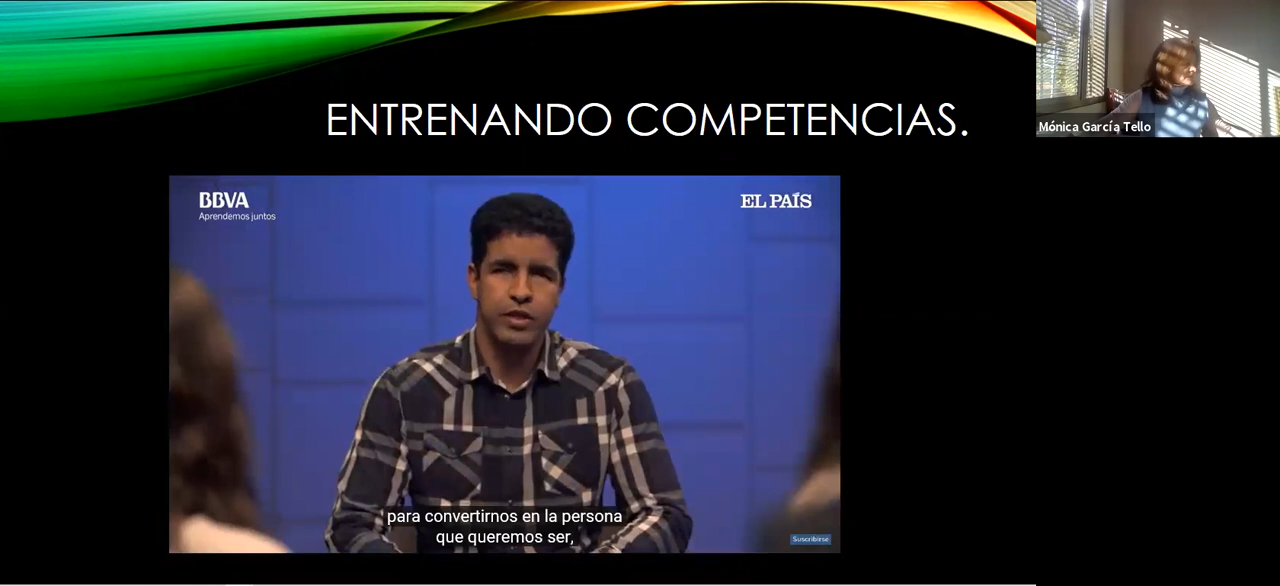 ENTRENANDO COMPETENCIAS.
Mónica García Tello
BBVA
Aprendemos juntos
EL PAÍS
para convertirnos en la persona
que queremos ser,
Suscribirse